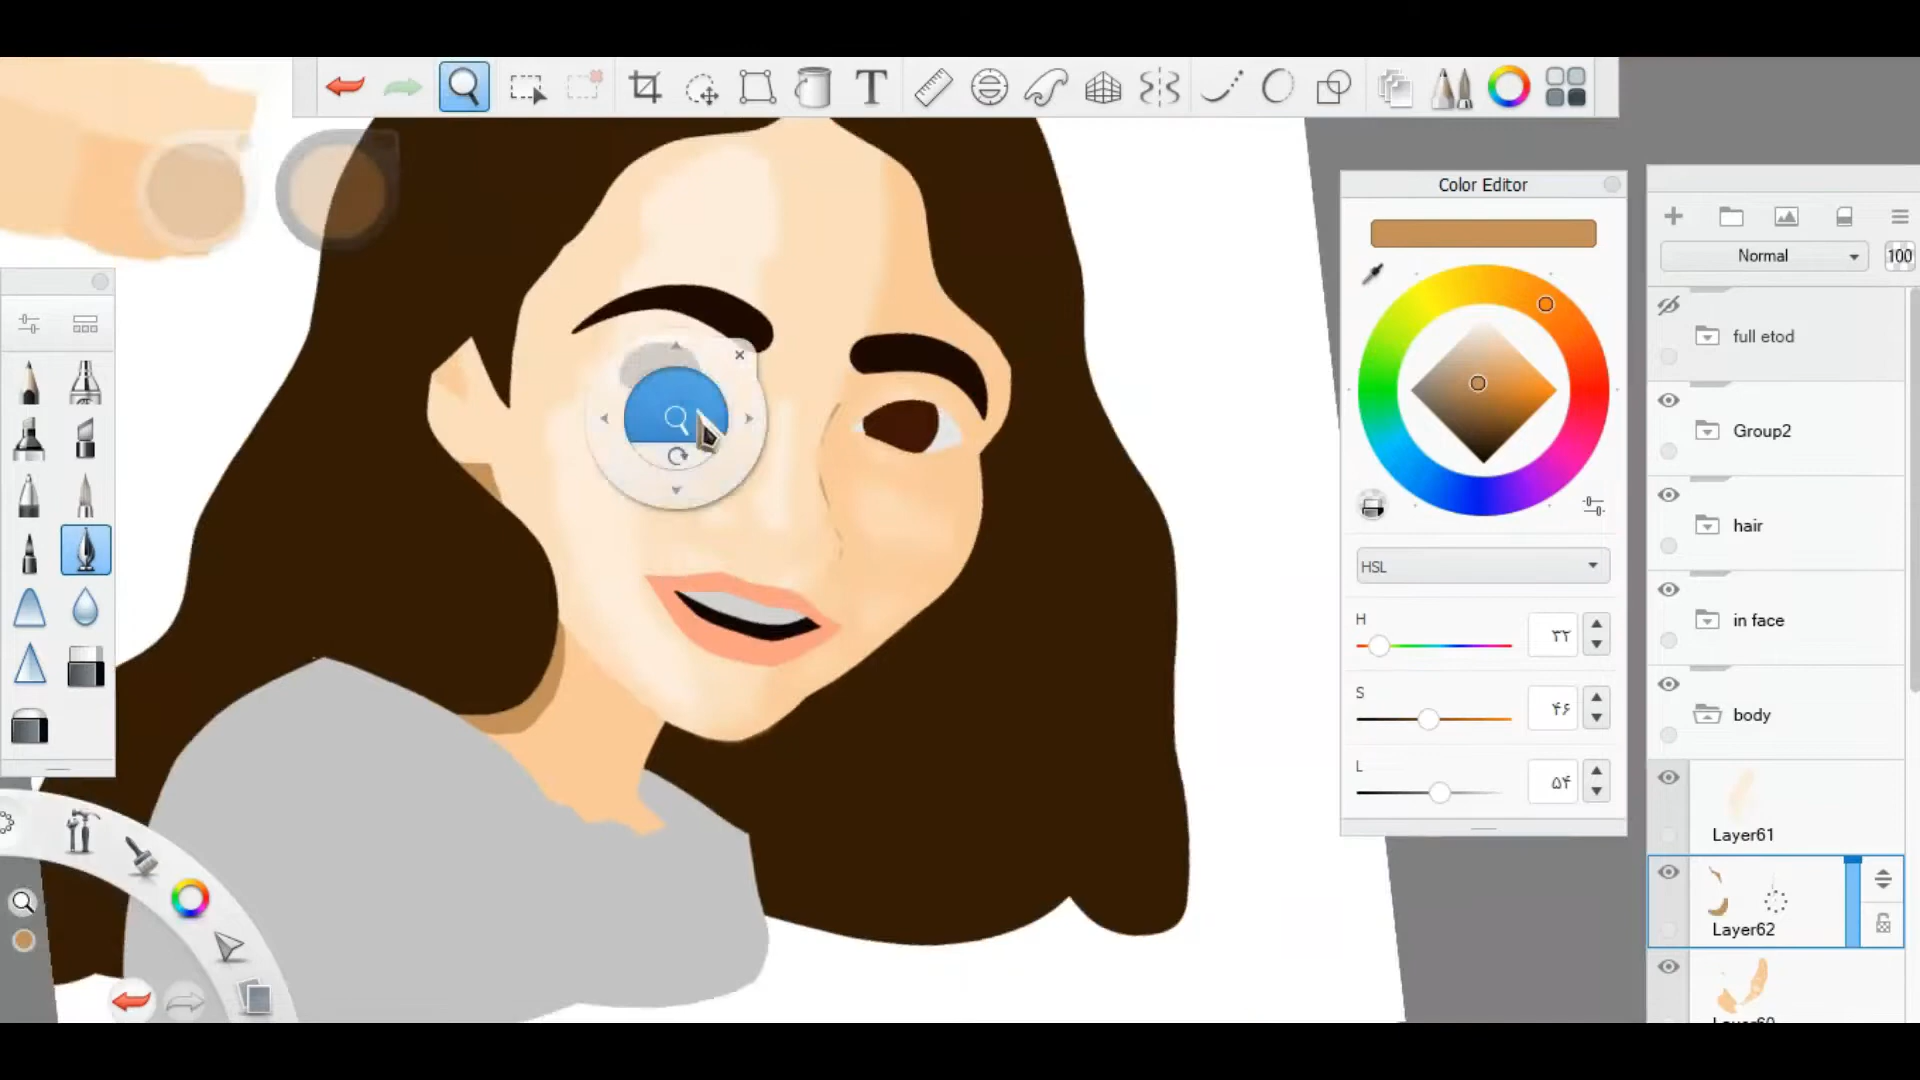 T
Color Editor
Normal
100
full etod
Group2
hair
HSL
in face
H
۳۲
S
۴۶
body
L
۵۴
Layer61
Layer62